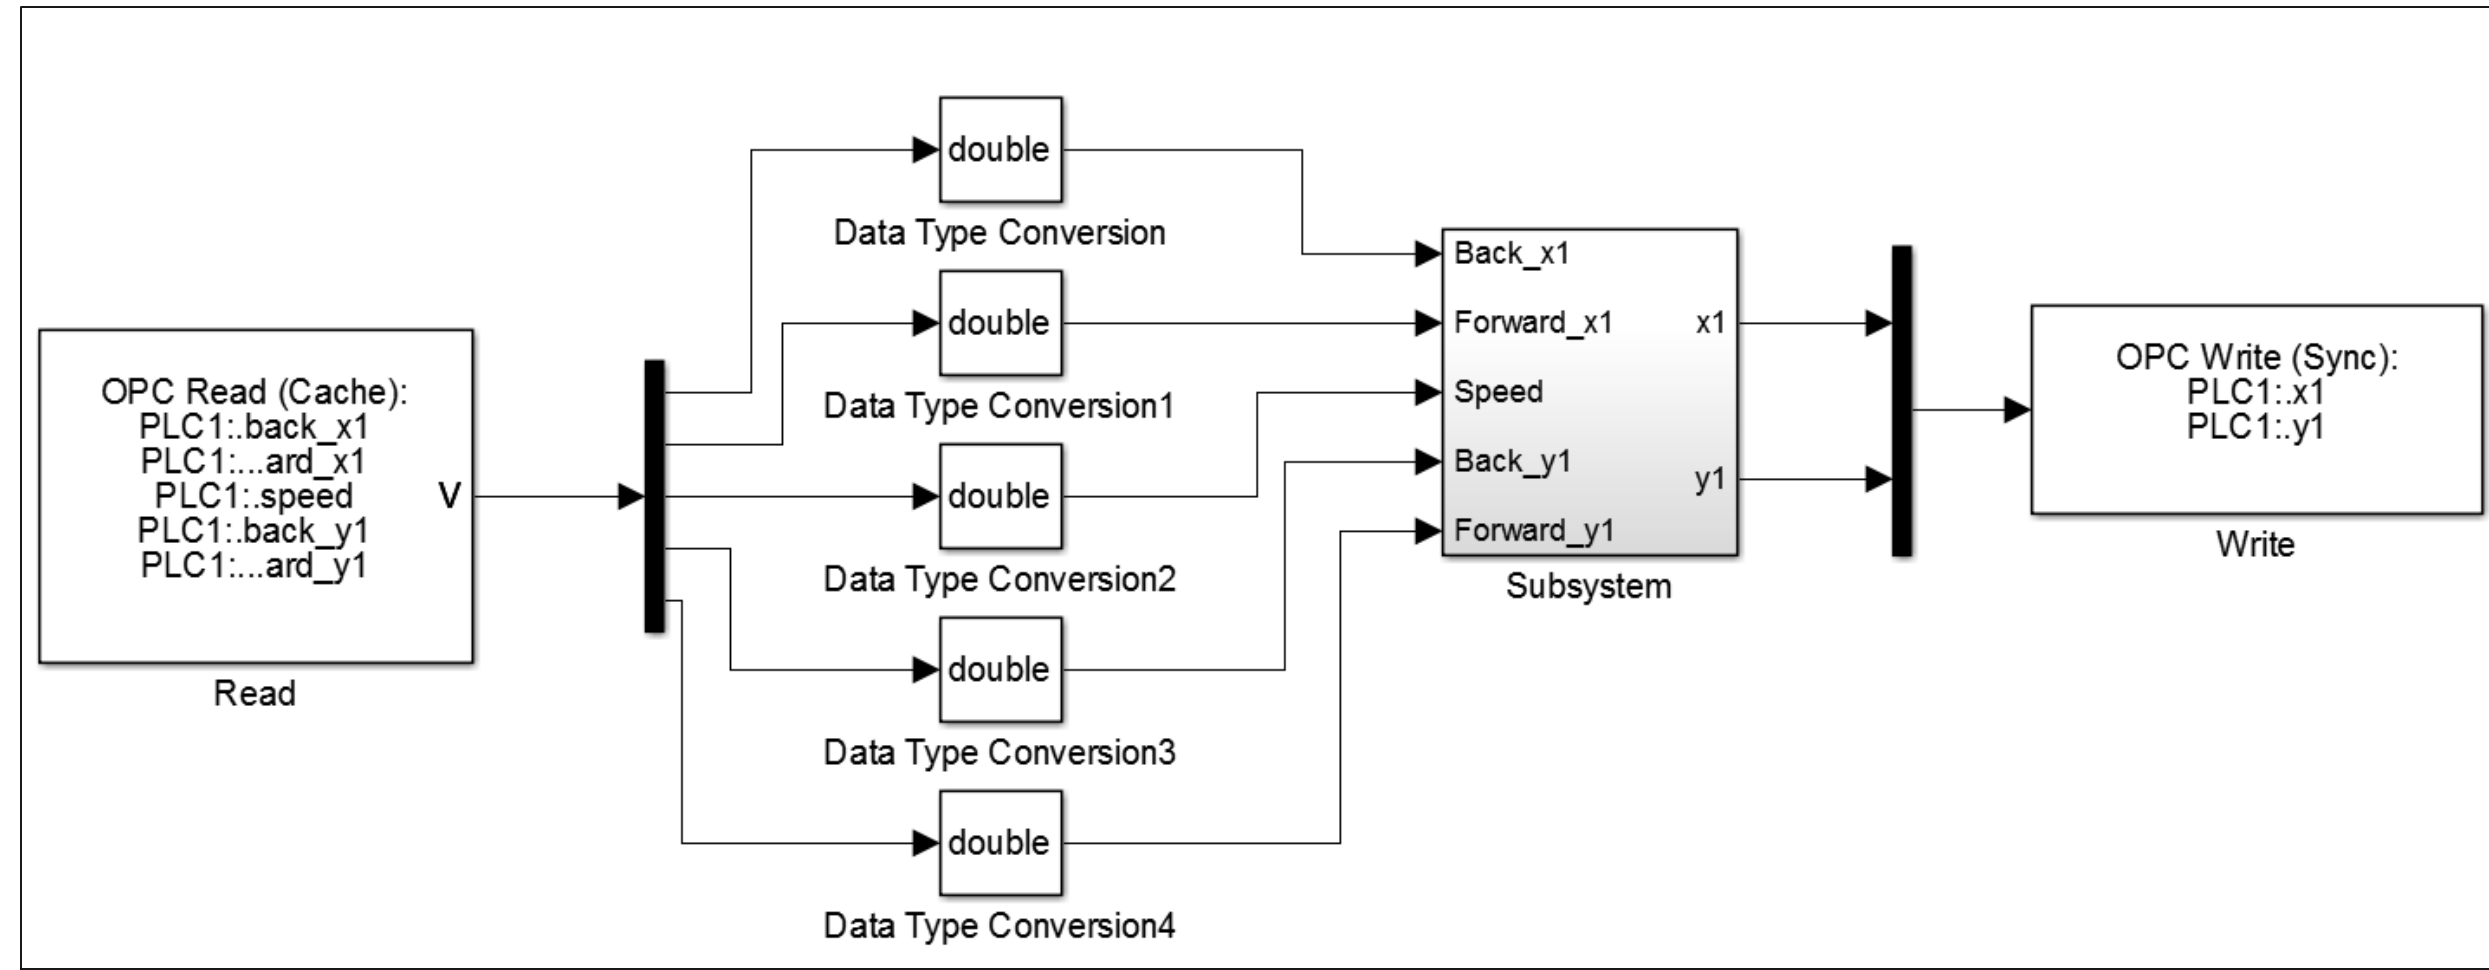 OPC Read (Cache):
PLC1:.back_x1
PLC1:...ard_x1
PLC1:.speed
PLC1:.back_y1
PLC1:...ard_y1
V
Read
double
Data Type Conversion
double
Data Type Conversion1
double
Data Type Conversion2
double
Data Type Conversion3
double
Data Type Conversion4
Back_x1
Forward_x1
Speed
Back_y1
Forward_y1
x1
y1
Subsystem
OPC Write (Sync):
PLC1:.x1
PLC1:.y1
Write